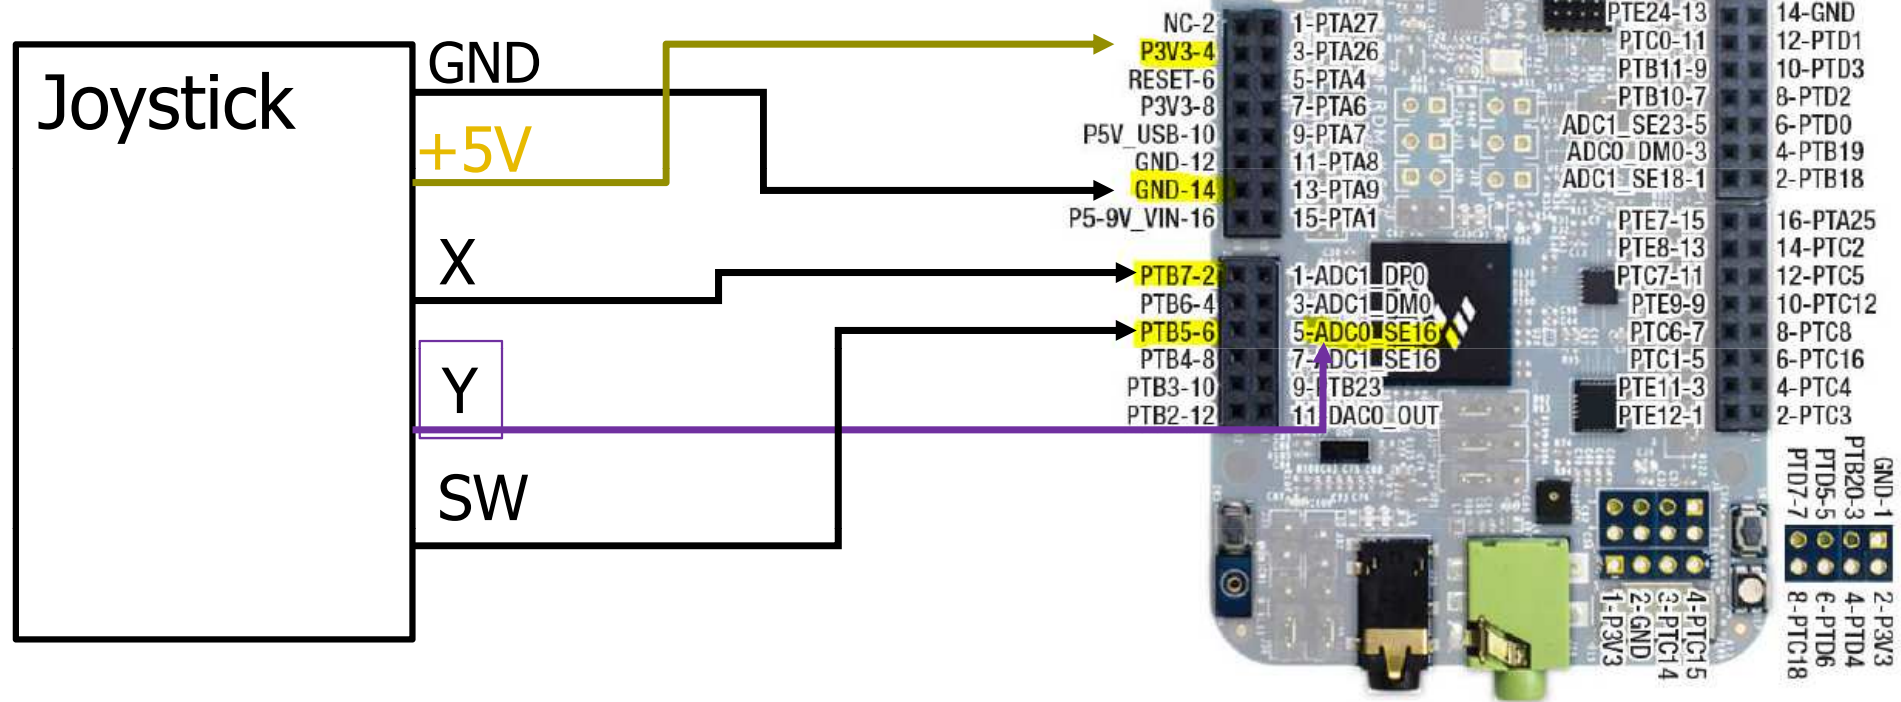 Joystick
GND
+5V
X
Y
SW
NC-2
P3V3-4
RESET-6
P3V3-8
P5V_USB-10
GND-12
GND-14
P5-9V_VIN-16
1-PTA27
3-PTA26
5-PTA4
7-PTA6
9-PTA7
11-PTA8
13-PTA9
15-PTA1
PTB7-2
PTB6-4
PTB5-6
PTB4-8
PTB3-10
PTB2-12
1-ADC1_DP0
3-ADC1_DM0
5-ADC0_SE16
7-ADC1_SE16
9-PTB23
11-DAC0_OUT
PTE24-13
PTC0-11
PTB11-9
PTB10-7
ADC1_SE23-5
ADC0_DM0-3
ADC1_SE18-1
14-GND
12-PTD1
10-PTD3
8-PTD2
6-PTD0
4-PTB19
2-PTB18
PTE7-15
PTE8-13
PTC7-11
PTE9-9
PTC6-7
PTC1-5
PTE11-3
PTE12-1
16-PTA25
14-PTC2
12-PTC5
10-PTC12
8-PTC8
6-PTC16
4-PTC4
2-PTC3
PTD7-7
PTD5-5
PTB20-3
GND-1
1-P3V3
2-GND
3-PTC14
4-PTC15
8-PTC18
6-PTD6
4-PTD4
2-P3V3